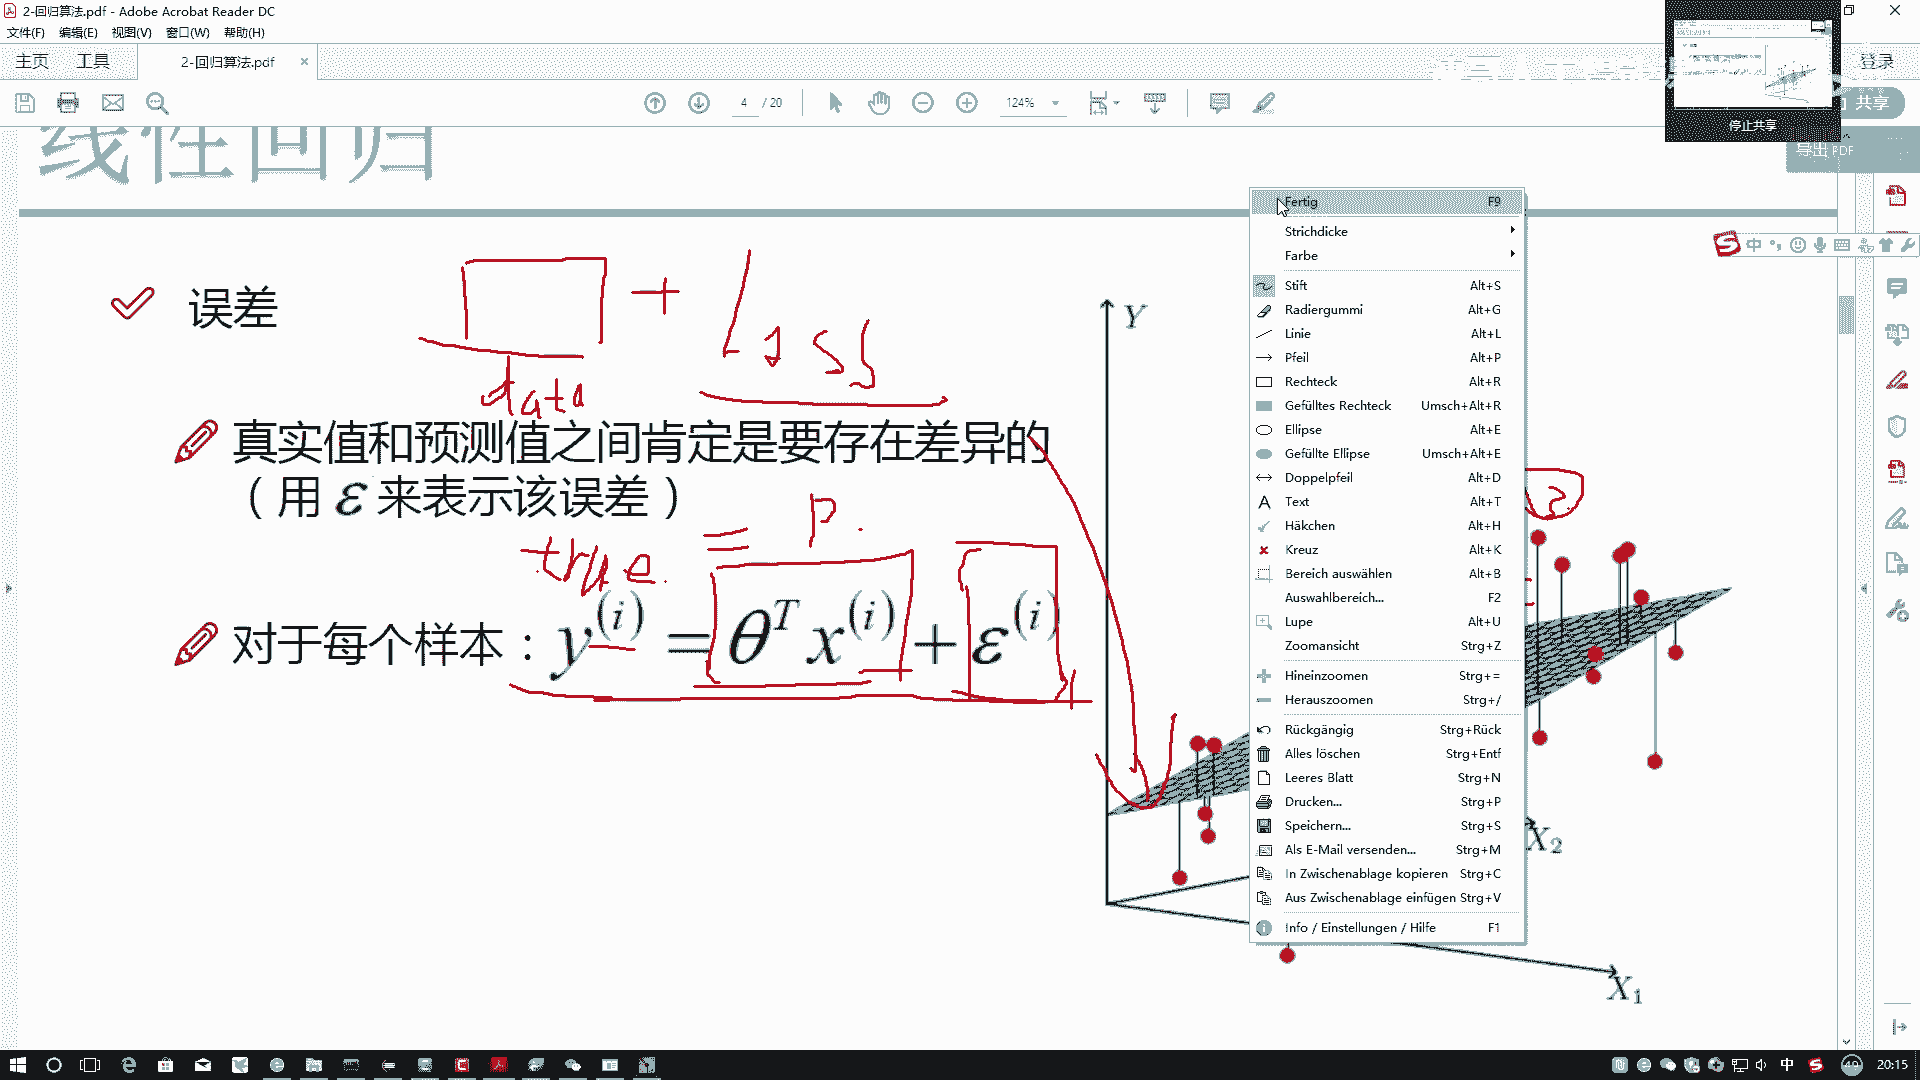 2-回归算法.pdf - Adobe Acrobat Reader DC
文件(F) 编辑(E) 视图(V) 窗口(W) 帮助(H)
主页 工具 2-回归算法.pdf × 登录
4 / 20 124% 共享
停止共享
导出 PDF
线性回归
误差
+ Loss
data
真实值和预测值之间肯定是要存在差异的
(用 ε 来表示该误差)
true = P.
对于每个样本: y^(i) = θ^T x^(i) + ε^(i)
Y
X₂
X₁
Fertig F9
Strichdicke
Farbe
Stift Alt+S
Radiergummi Alt+G
Linie Alt+L
Pfeil Alt+P
Rechteck Alt+R
Gefülltes Rechteck Umsch+Alt+R
Ellipse Alt+E
Gefüllte Ellipse Umsch+Alt+E
Doppelpfeil Alt+D
Text Alt+T
Häkchen Alt+H
Kreuz Alt+K
Bereich auswählen Alt+B
Auswahlbereich... F2
Lupe Alt+U
Zoomansicht Strg+Z
Hineinzoomen Strg+=
Herauszoomen Strg+/
Rückgängig Strg+Rück
Alles löschen Strg+Entf
Leeres Blatt Strg+N
Drucken... Strg+P
Speichern... Strg+S
Als E-Mail versenden... Strg+M
In Zwischenablage kopieren Strg+C
Aus Zwischenablage einfügen Strg+V
Info / Einstellungen / Hilfe F1
中
中 49 20:15